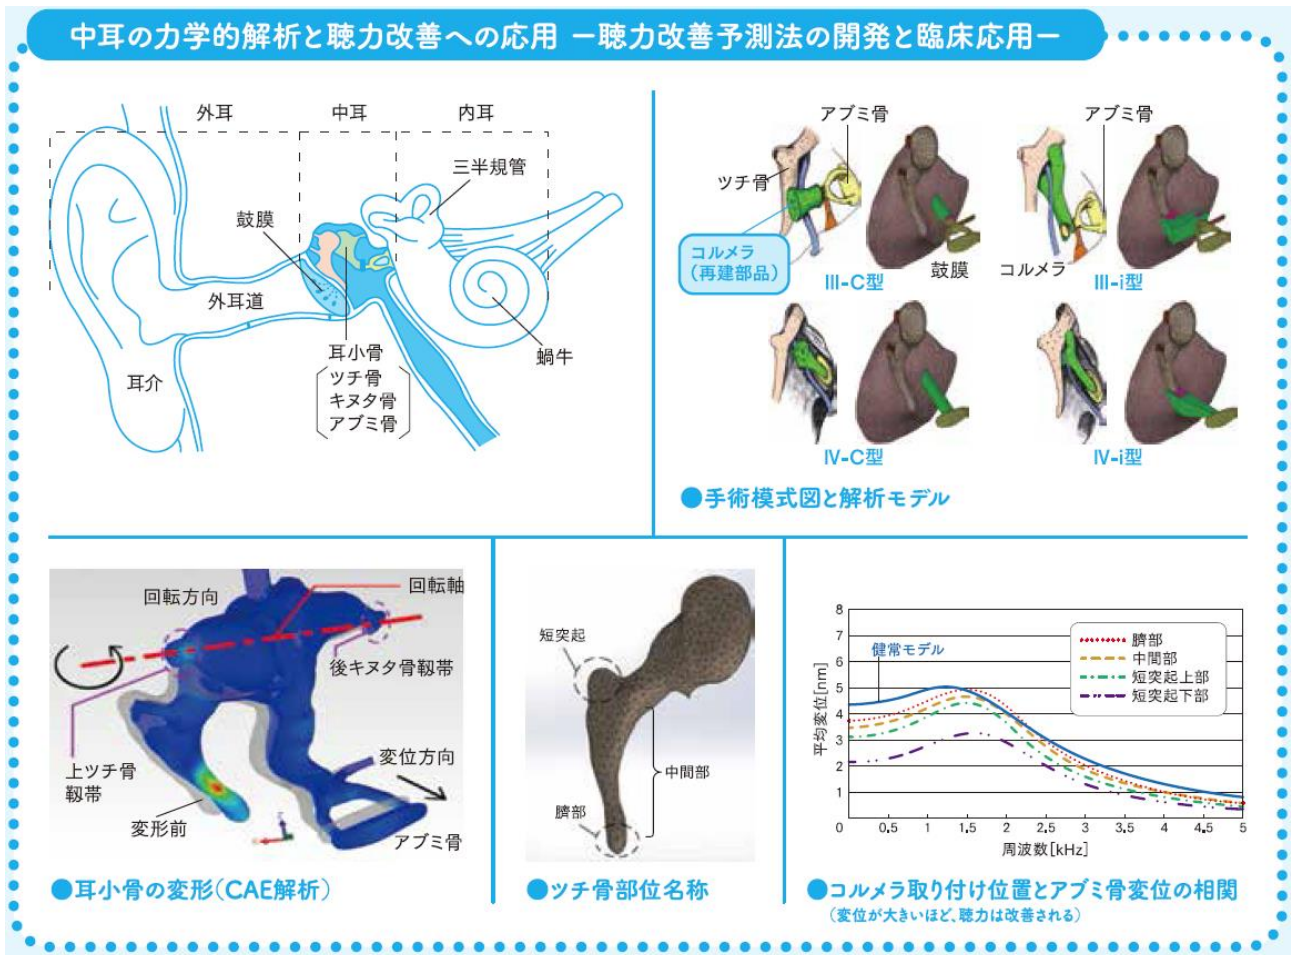 中耳の力学的解析と聴力改善への応用 ー聴力改善予測法の開発と臨床応用ー
外耳
中耳
内耳
三半規管
鼓膜
外耳道
耳小骨
ツチ骨
キヌタ骨
アブミ骨
蝸牛
耳介
アブミ骨
ツチ骨
コルメラ
(再建部品)
鼓膜
III-C型
アブミ骨
コルメラ
III-i型
IV-C型
IV-i型
●手術模式図と解析モデル
回転方向
回転軸
後キヌタ骨靱帯
上ツチ骨
靱帯
変位方向
変形前
アブミ骨
●耳小骨の変形(CAE解析)
短突起
中間部
臍部
●ツチ骨部位名称
平均変位[nm]
8
7
6
5
4
3
2
1
0
0 0.5 1 1.5 2 2.5 3 3.5 4 4.5 5
周波数[kHz]
健常モデル
臍部
中間部
短突起上部
短突起下部
●コルメラ取り付け位置とアブミ骨変位の相関
(変位が大きいほど、聴力は改善される)